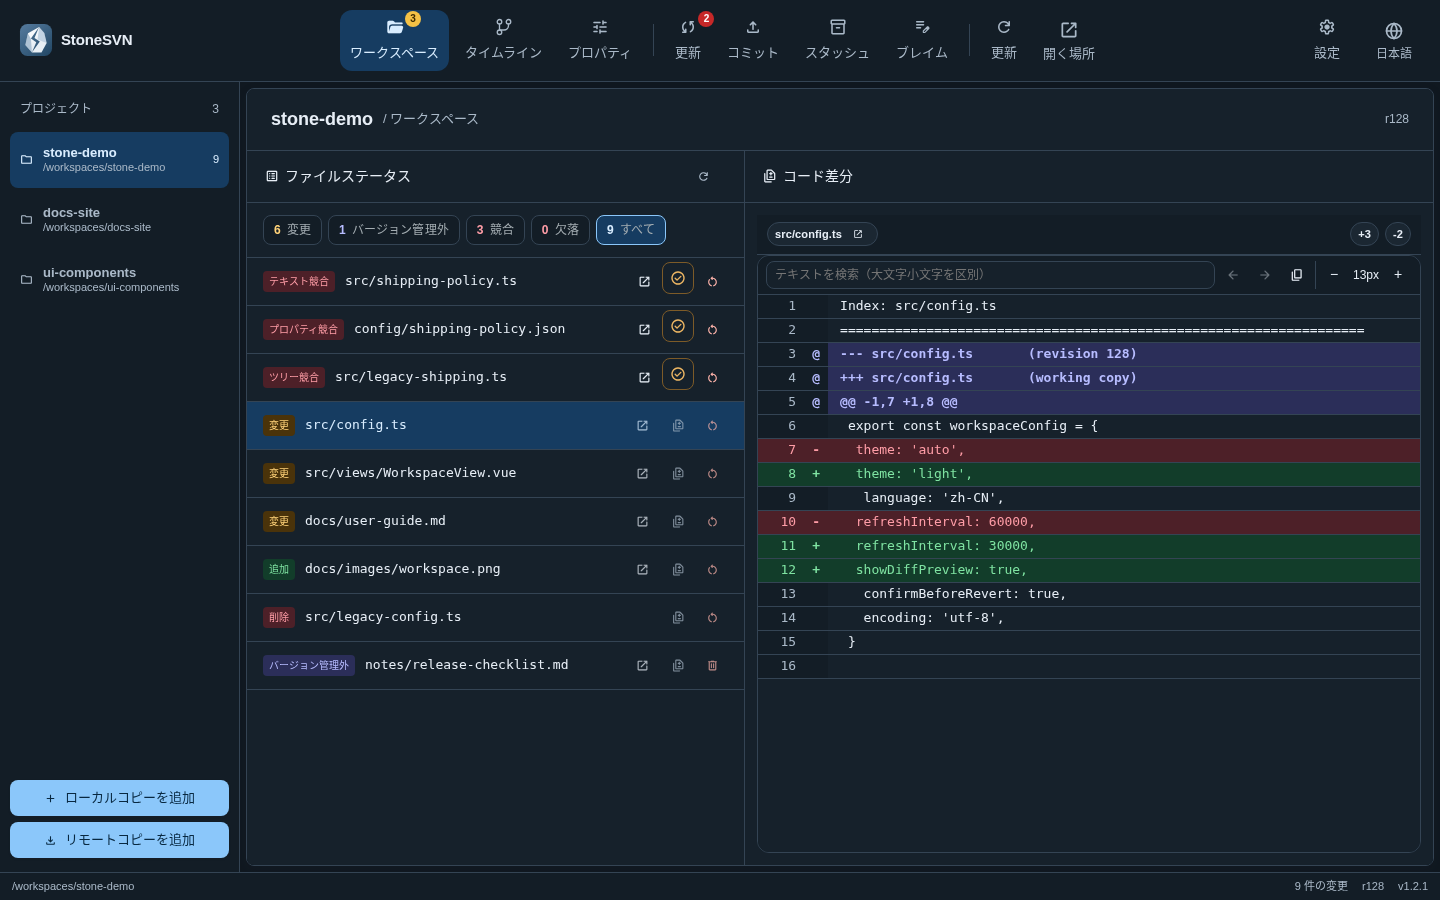 StoneSVN
3
ワークスペース
タイムライン
プロパティ
2
更新
コミット
スタッシュ
ブレイム
更新
開く場所
設定
日本語
プロジェクト 3
stone-demo
/workspaces/stone-demo
9
docs-site
/workspaces/docs-site
ui-components
/workspaces/ui-components
ローカルコピーを追加
リモートコピーを追加
stone-demo / ワークスペース r128
ファイルステータス
6 変更 1 バージョン管理外 3 競合 0 欠落 9 すべて
テキスト競合 src/shipping-policy.ts
プロパティ競合 config/shipping-policy.json
ツリー競合 src/legacy-shipping.ts
変更 src/config.ts
変更 src/views/WorkspaceView.vue
変更 docs/user-guide.md
追加 docs/images/workspace.png
削除 src/legacy-config.ts
バージョン管理外 notes/release-checklist.md
コード差分
src/config.ts +3 -2
テキストを検索（大文字小文字を区別） − 13px +
1 Index: src/config.ts
2 ===================================================================
3 @ --- src/config.ts (revision 128)
4 @ +++ src/config.ts (working copy)
5 @ @@ -1,7 +1,8 @@
6 export const workspaceConfig = {
7 - theme: 'auto',
8 + theme: 'light',
9 language: 'zh-CN',
10 - refreshInterval: 60000,
11 + refreshInterval: 30000,
12 + showDiffPreview: true,
13 confirmBeforeRevert: true,
14 encoding: 'utf-8',
15 }
16
/workspaces/stone-demo 9 件の変更 r128 v1.2.1